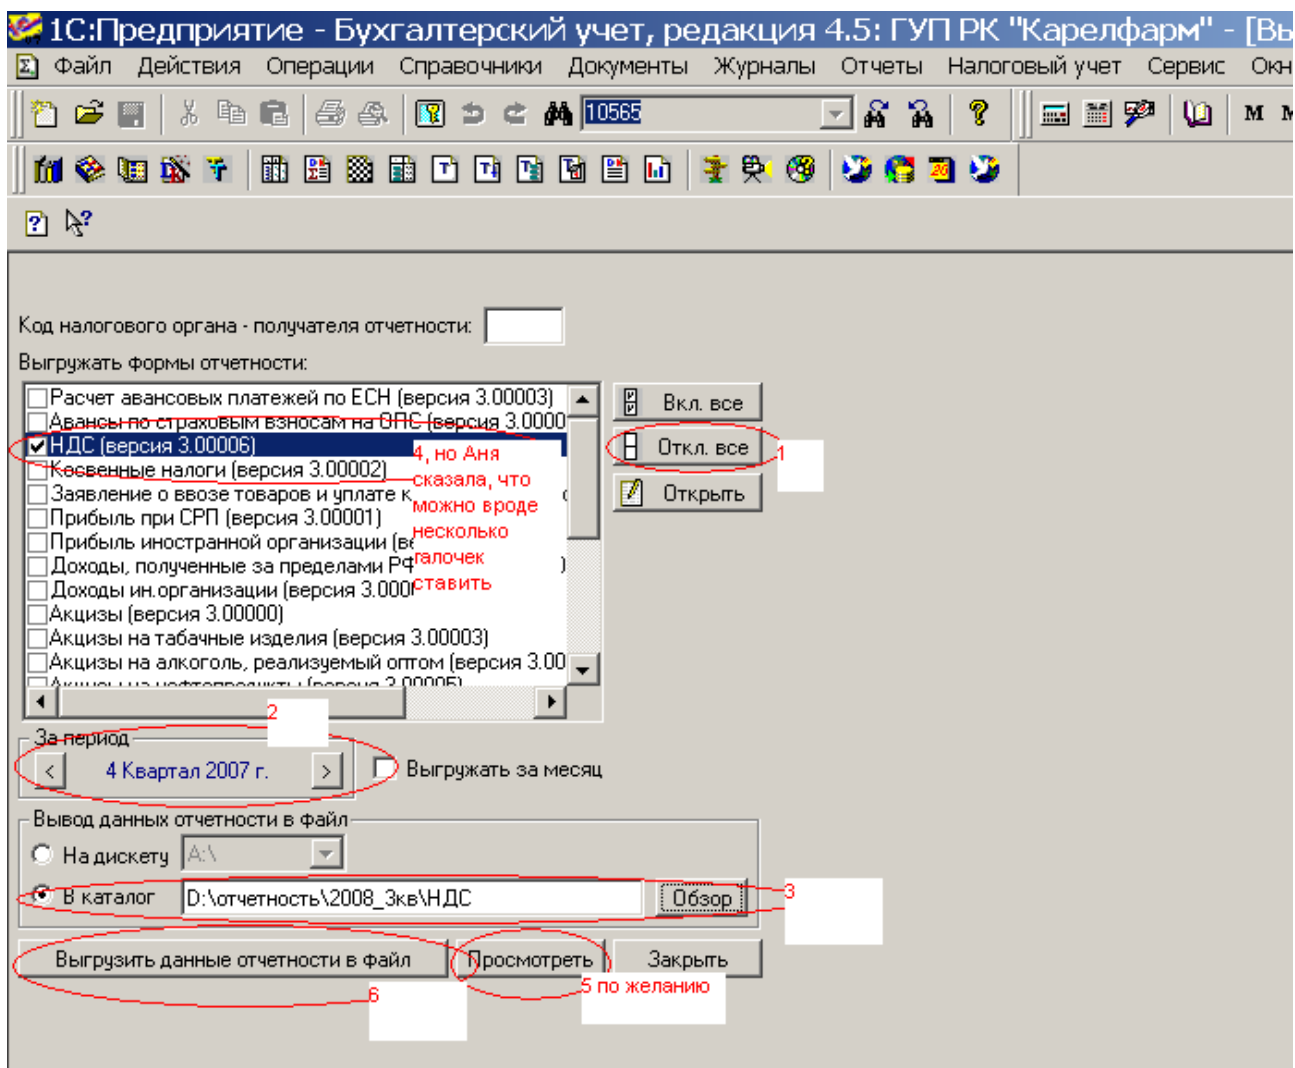 1С:Предприятие - Бухгалтерский учет, редакция 4.5: ГУП РК "Карелфарм" - [Вы
Файл Действия Операции Справочники Документы Журналы Отчеты Налоговый учет Сервис Окн
10565
М
Код налогового органа - получателя отчетности:
Выгружать формы отчетности:
Расчет авансовых платежей по ЕСН (версия 3.00003)
Вкл. все
Авансы по страховым взносам на ОПС (версия 3.0000
НДС (версия 3.00006)
Откл. все
1
4, но Аня
сказала, что
можно вроде
несколько
галочек
ставить
Косвенные налоги (версия 3.00002)
Заявление о ввозе товаров и уплате к
Открыть
Прибыль при СРП (версия 3.00001)
Прибыль иностранной организации (ве
Доходы, полученные за пределами РФ
Доходы ин.организации (версия 3.000
Акцизы (версия 3.00000)
Акцизы на табачные изделия (версия 3.00003)
Акцизы на алкоголь, реализуемый оптом (версия 3.00
Акцизы на нефтепродукты (версия 3.00005)
2
За период
< 4 Квартал 2007 г. >
Выгружать за месяц
Вывод данных отчетности в файл
На дискету A:\
В каталог D:\отчетность\2008_3кв\НДС Обзор
3
Выгрузить данные отчетности в файл Просмотреть Закрыть
5 по желанию
6